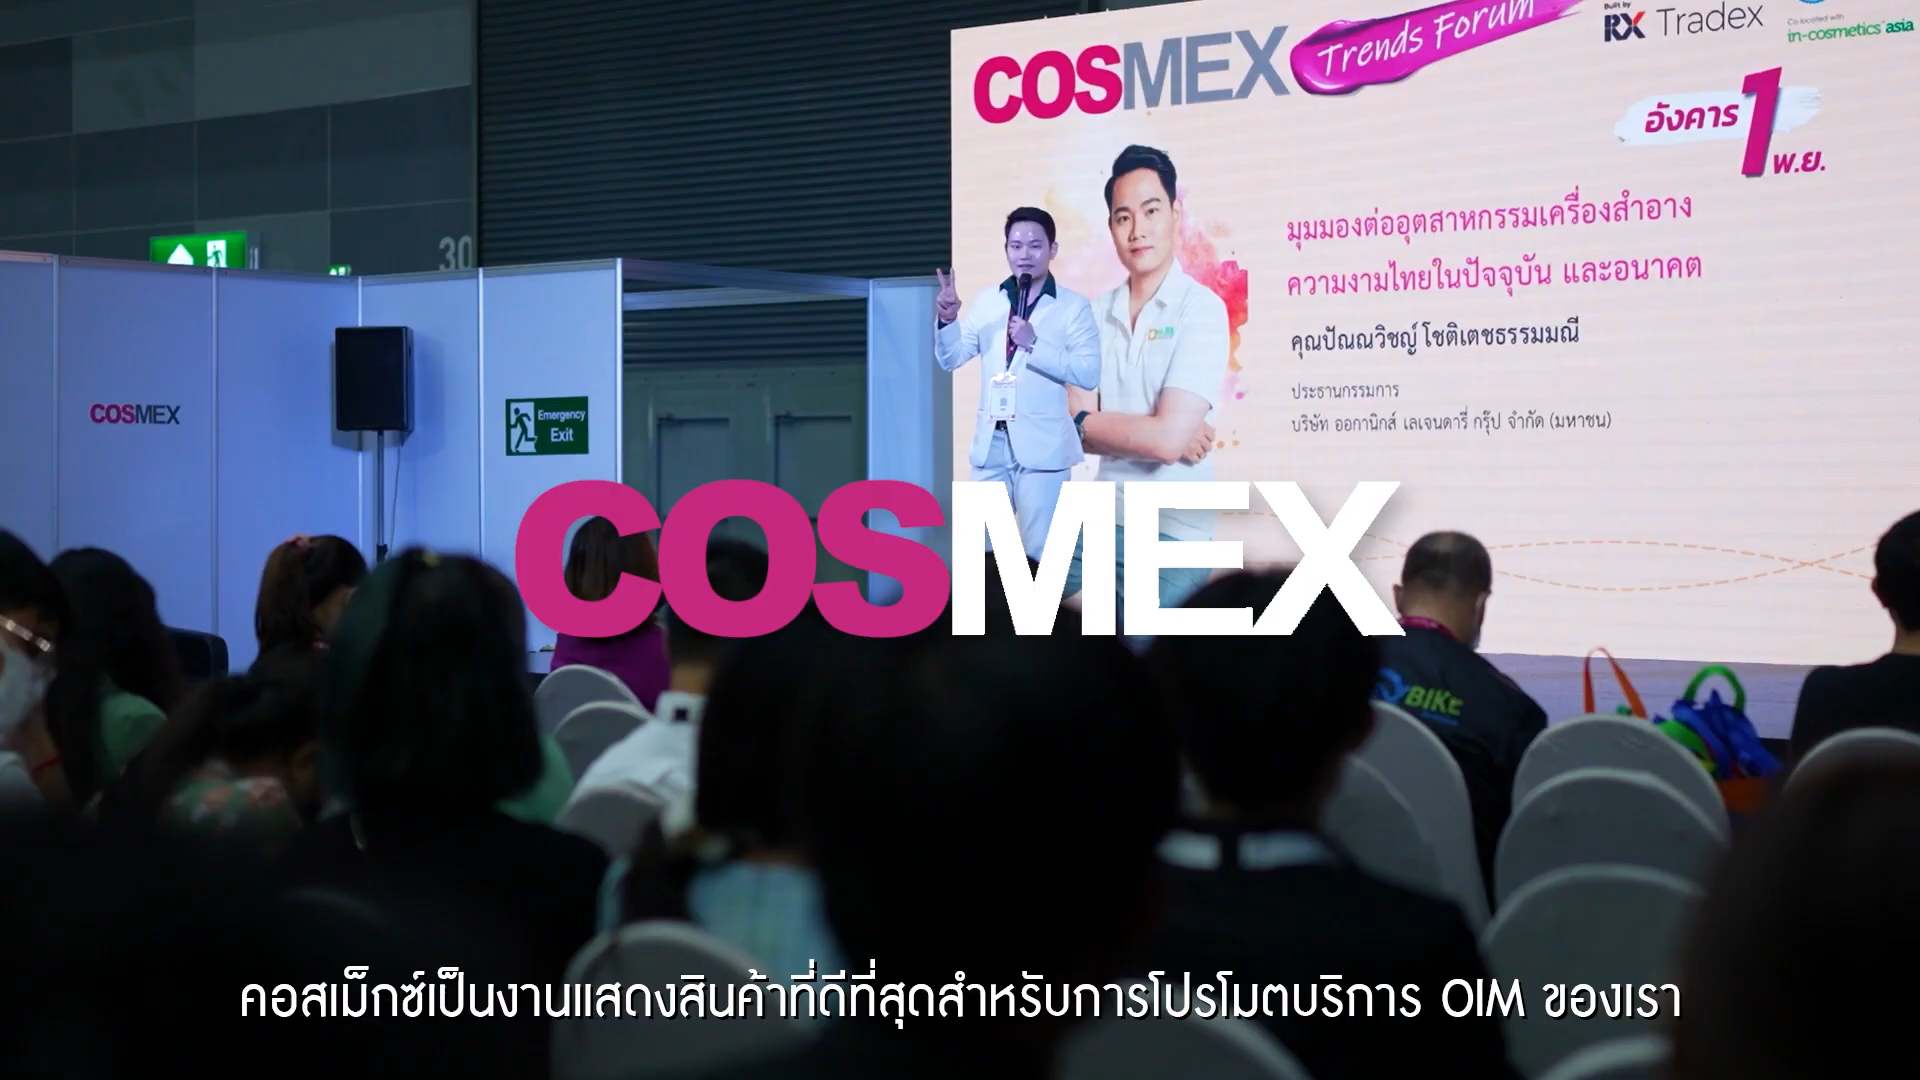 COSMEX Trends Forum
Built by
RX Tradex
Co-located with
in-cosmetics asia
อังคาร 1 พ.ย.
มุมมองต่ออุตสาหกรรมเครื่องสำอาง
ความงามไทยในปัจจุบัน และอนาคต
คุณปัณณวิชญ์ โชติเตชธรรมมณี
ประธานกรรมการ
บริษัท ออกานิกส์ เลเจนดารี่ กรุ๊ป จำกัด (มหาชน)
30
COSMEX
Emergency
Exit
COSMEX
BIKE
คอสเม็กซ์เป็นงานแสดงสินค้าที่ดีที่สุดสำหรับการโปรโมตบริการ OIM ของเรา